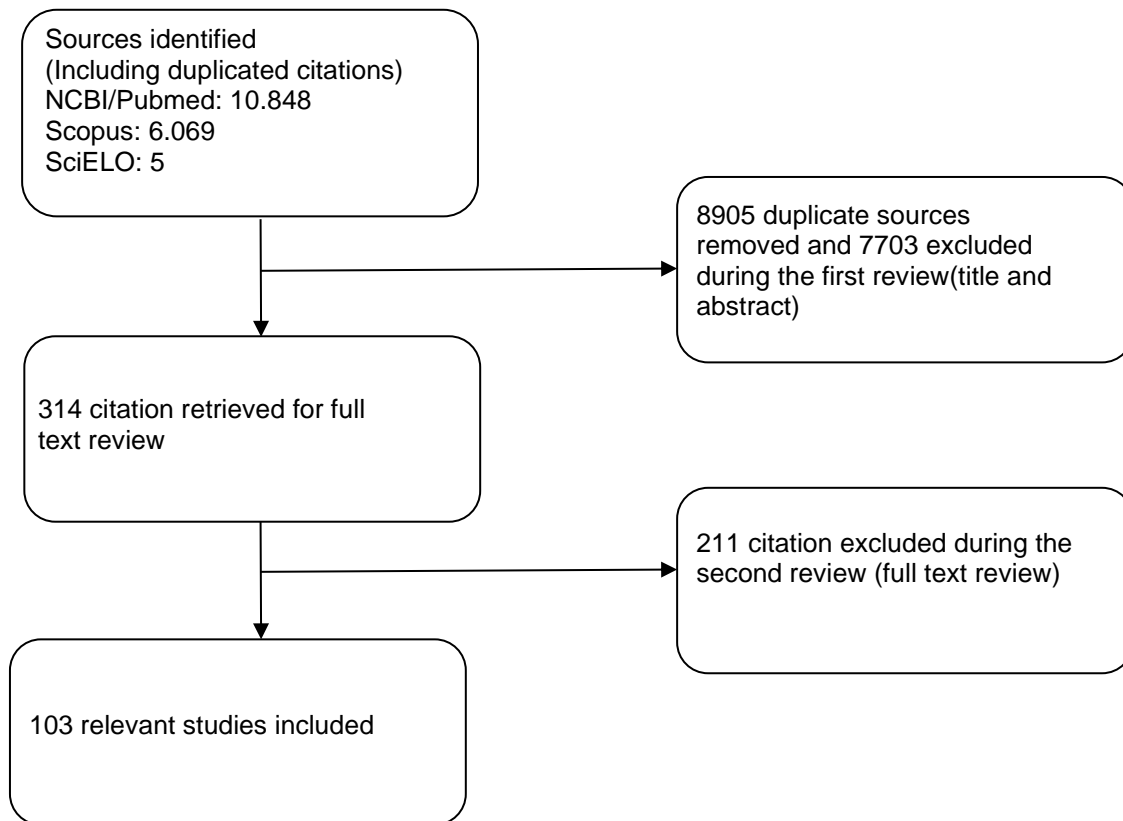 Sources identified
(Including duplicated citations)
NCBI/Pubmed: 10.848
Scopus: 6.069
SciELO: 5
8905 duplicate sources
removed and 7703 excluded
during the first review(title and
abstract)
314 citation retrieved for full
text review
211 citation excluded during the
second review (full text review)
103 relevant studies included